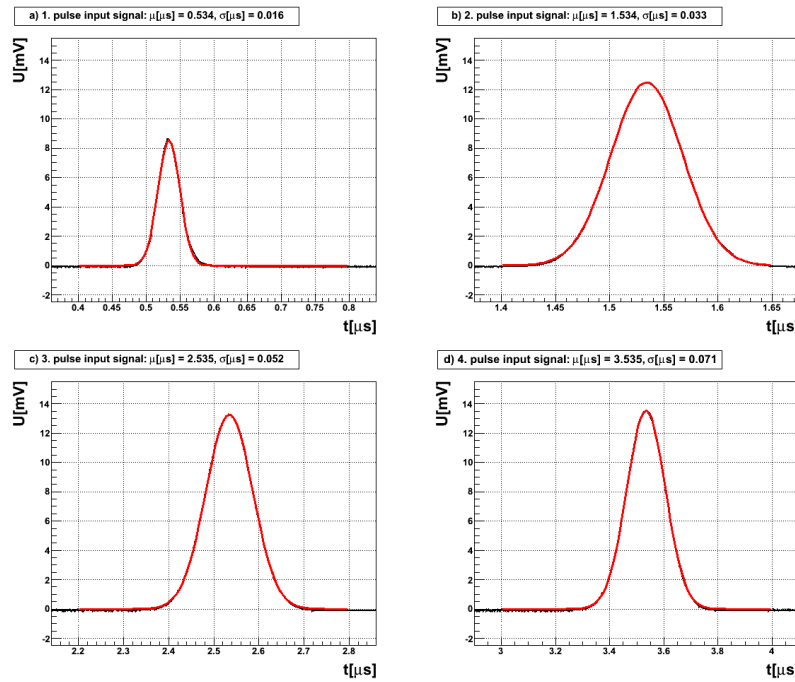 a) 1. pulse input signal: μ[μs] = 0.534, σ[μs] = 0.016
U[mV]
14
12
10
8
6
4
2
0
-2
0.4 0.45 0.5 0.55 0.6 0.65 0.7 0.75 0.8
t[μs]
b) 2. pulse input signal: μ[μs] = 1.534, σ[μs] = 0.033
U[mV]
14
12
10
8
6
4
2
0
-2
1.4 1.45 1.5 1.55 1.6 1.65
t[μs]
c) 3. pulse input signal: μ[μs] = 2.535, σ[μs] = 0.052
U[mV]
14
12
10
8
6
4
2
0
-2
2.2 2.3 2.4 2.5 2.6 2.7 2.8
t[μs]
d) 4. pulse input signal: μ[μs] = 3.535, σ[μs] = 0.071
U[mV]
14
12
10
8
6
4
2
0
-2
3 3.2 3.4 3.6 3.8 4
t[μs]